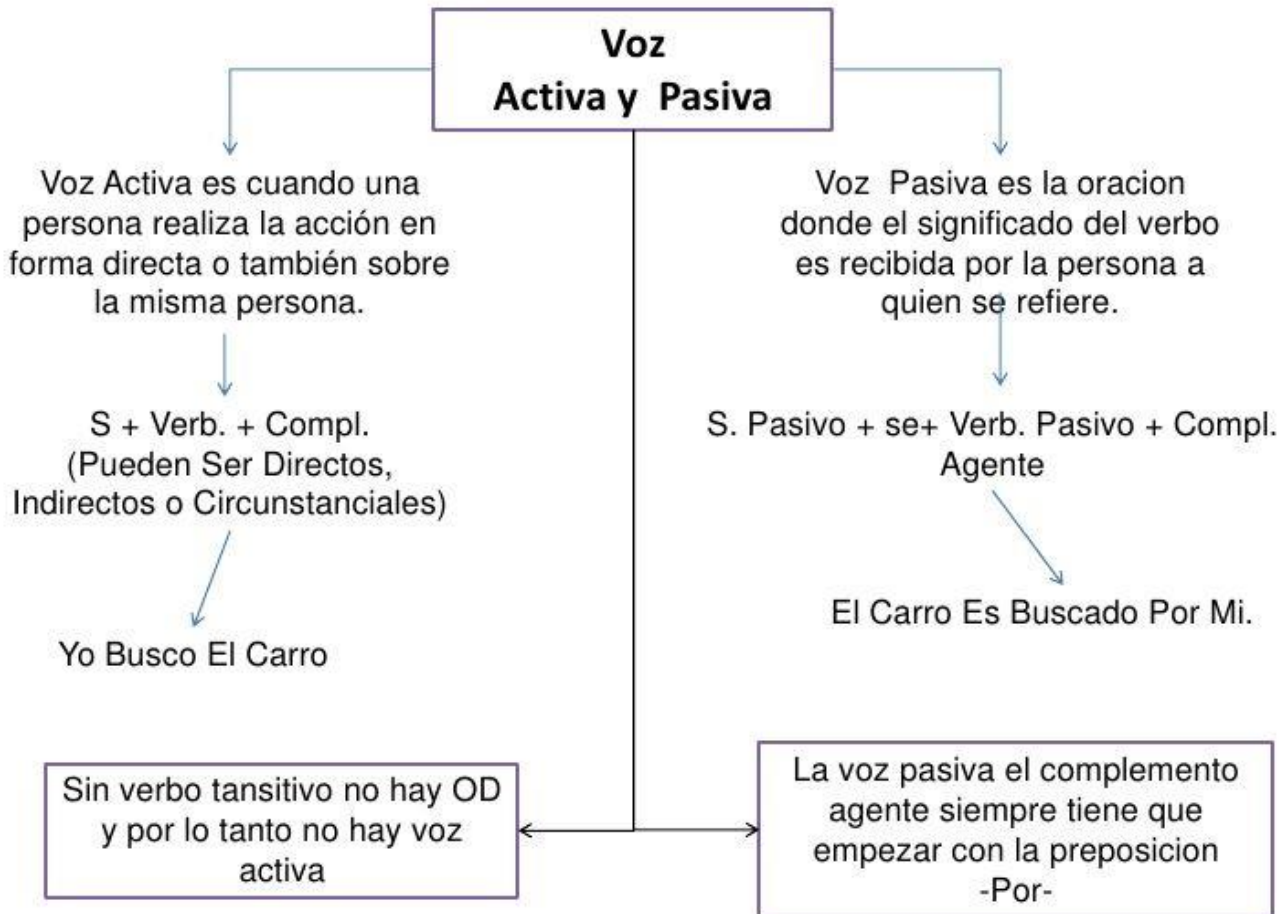 Voz
Activa y Pasiva
Voz Activa es cuando una
persona realiza la acción en
forma directa o también sobre
la misma persona.
S + Verb. + Compl.
(Pueden Ser Directos,
Indirectos o Circunstanciales)
Yo Busco El Carro
Voz Pasiva es la oracion
donde el significado del verbo
es recibida por la persona a
quien se refiere.
S. Pasivo + se+ Verb. Pasivo + Compl.
Agente
El Carro Es Buscado Por Mi.
Sin verbo tansitivo no hay OD
y por lo tanto no hay voz
activa
La voz pasiva el complemento
agente siempre tiene que
empezar con la preposicion
-Por-